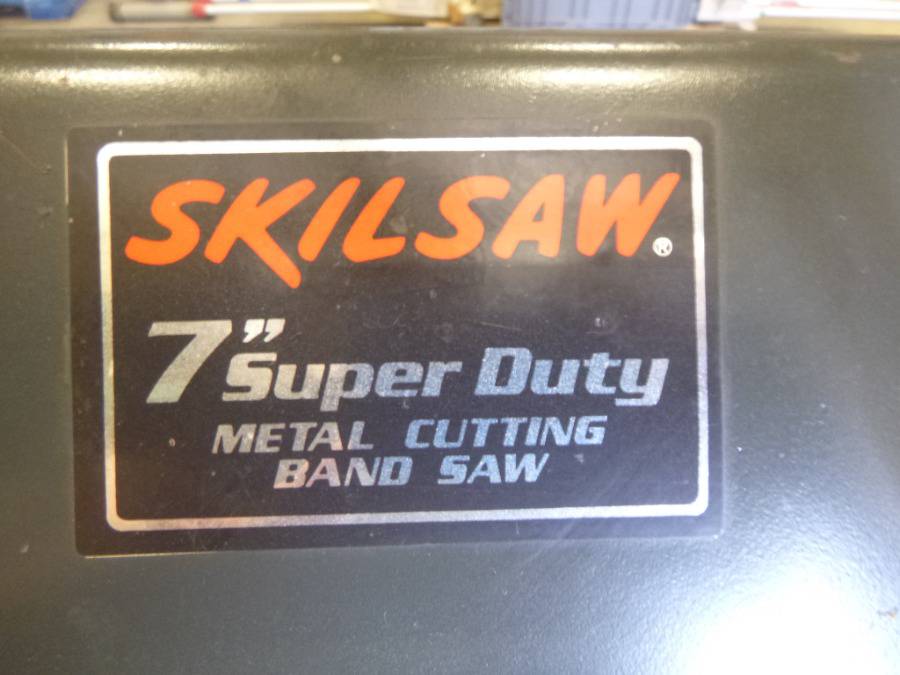 SKILSAW®
7" Super Duty
METAL CUTTING
BAND SAW